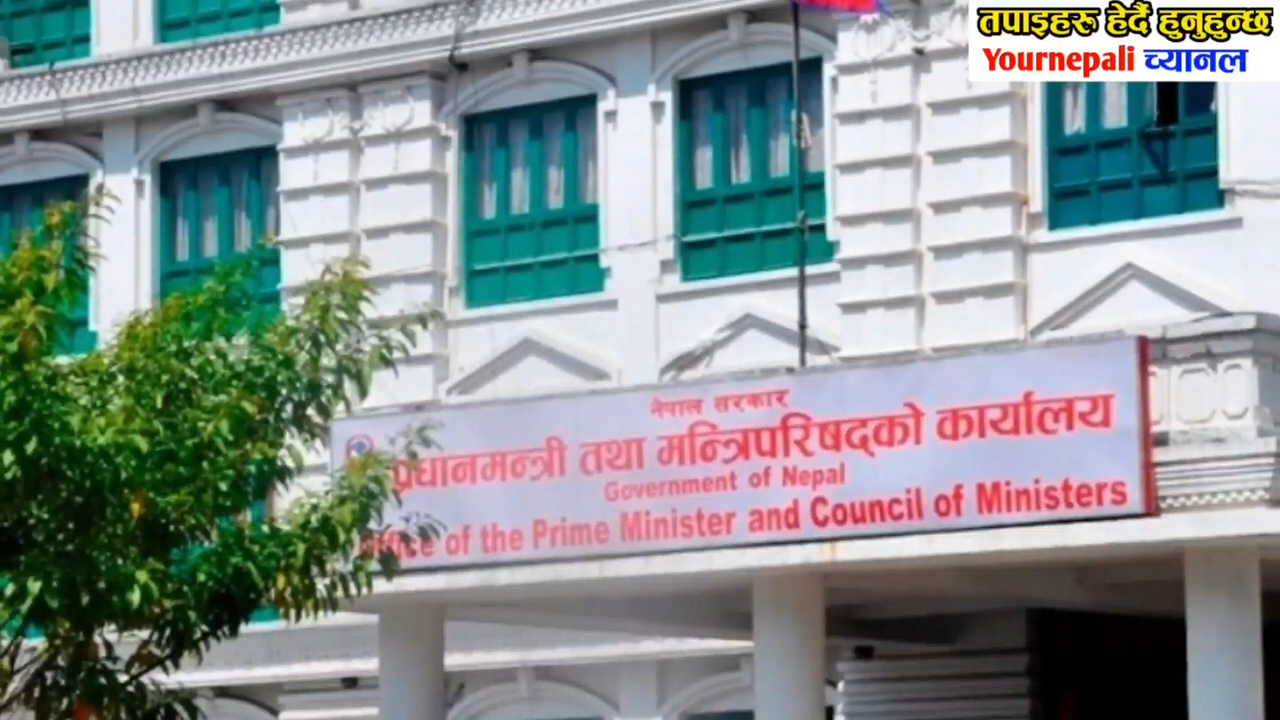 तपाइहरू हेर्दै हुनुहुन्छ
Yournepali च्यानल
नेपाल सरकार
प्रधानमन्त्री तथा मन्त्रिपरिषद्को कार्यालय
Government of Nepal
Office of the Prime Minister and Council of Ministers